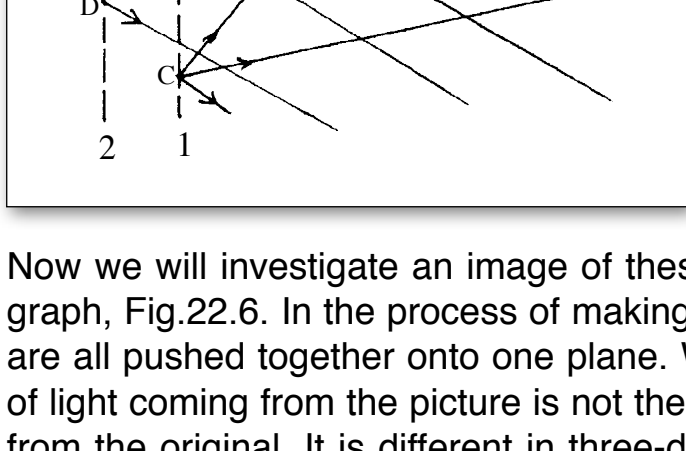 D
C
2 1
Now we will investigate an image of thes
graph, Fig.22.6. In the process of making
are all pushed together onto one plane. W
of light coming from the picture is not the
from the original. It is different in three-d